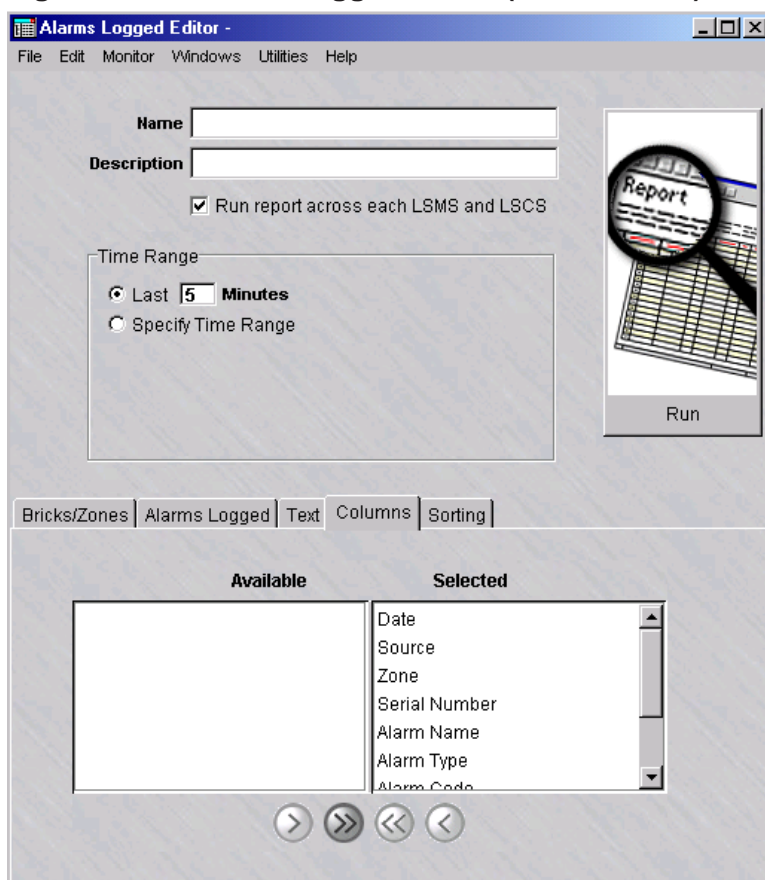 Alarms Logged Editor -
File Edit Monitor Windows Utilities Help
Name
Description
Run report across each LSMS and LSCS
Time Range
Last 5 Minutes
Specify Time Range
Report
Run
Bricks/Zones Alarms Logged Text Columns Sorting
Available Selected
Date
Source
Zone
Serial Number
Alarm Name
Alarm Type
Alarm Code